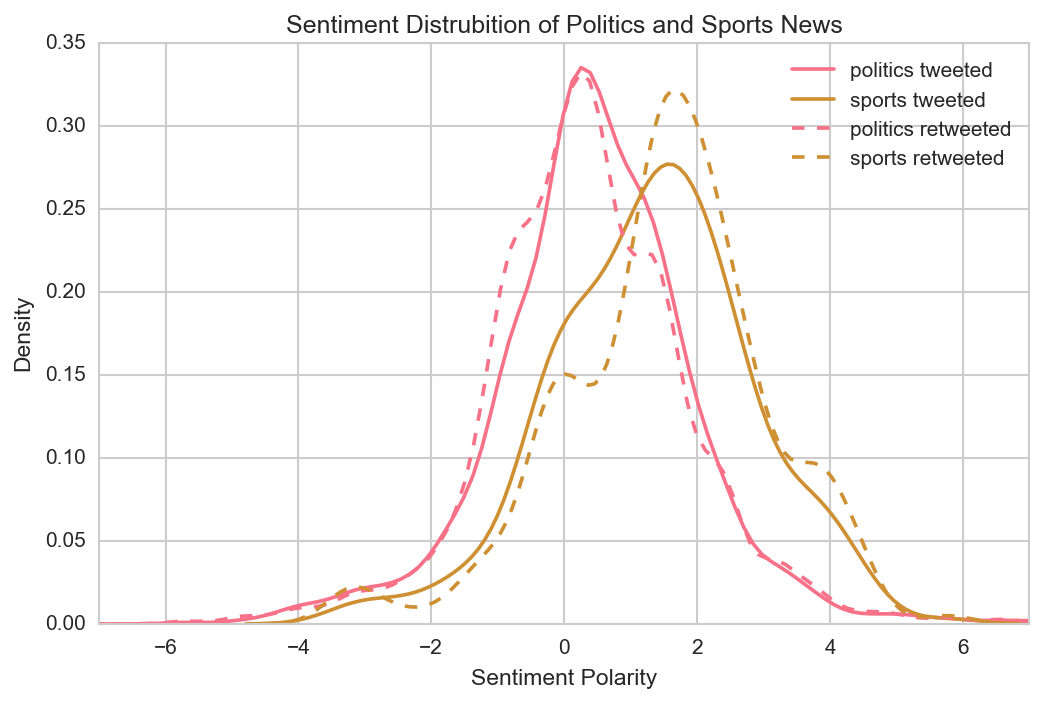 Sentiment Distrubition of Politics and Sports News
0.35
0.30
0.25
0.20
0.15
0.10
0.05
0.00
Density
politics tweeted
sports tweeted
politics retweeted
sports retweeted
−6
−4
−2
0
2
4
6
Sentiment Polarity